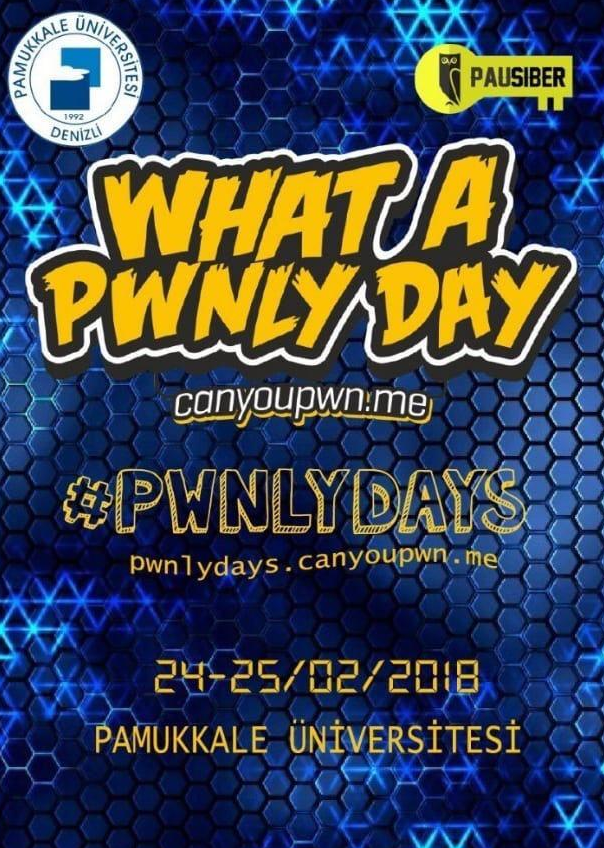 PAMUKKALE ÜNİVERSİTESİ
1992
DENİZLİ
PAUSIBER
WHAT A
PWNLY DAY
canyoupwn.me
#PWNLYDAYS
pwnlydays.canyoupwn.me
24-25/02/2018
PAMUKKALE ÜNİVERSİTESİ